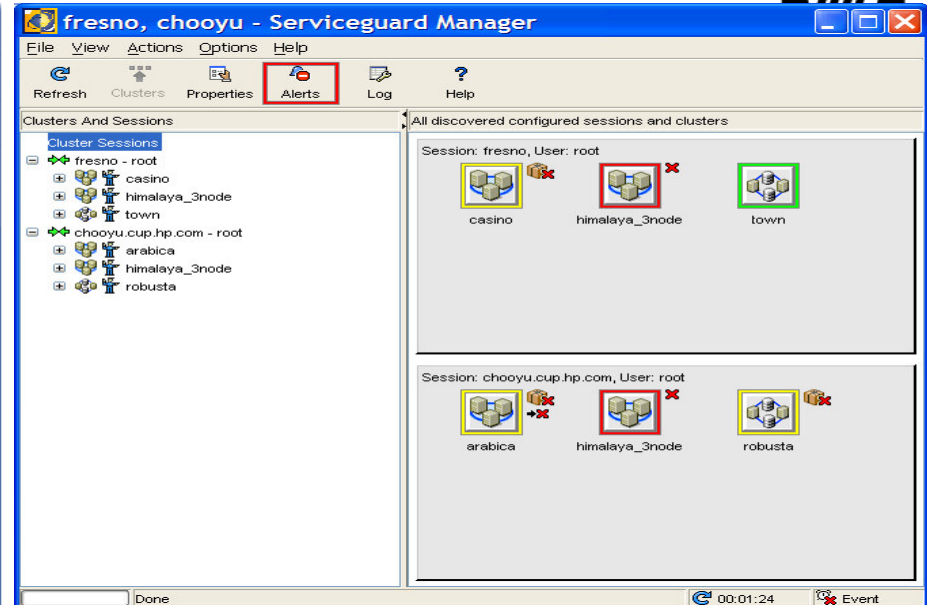 fresno, chooyu - Serviceguard Manager
File View Actions Options Help
Refresh Clusters Properties Alerts Log Help
Clusters And Sessions
All discovered configured sessions and clusters
Cluster Sessions
fresno - root
casino
himalaya_3node
town
chooyu.cup.hp.com - root
arabica
himalaya_3node
robusta
Session: fresno, User: root
casino himalaya_3node town
Session: chooyu.cup.hp.com, User: root
arabica himalaya_3node robusta
Done 00:01:24 Event